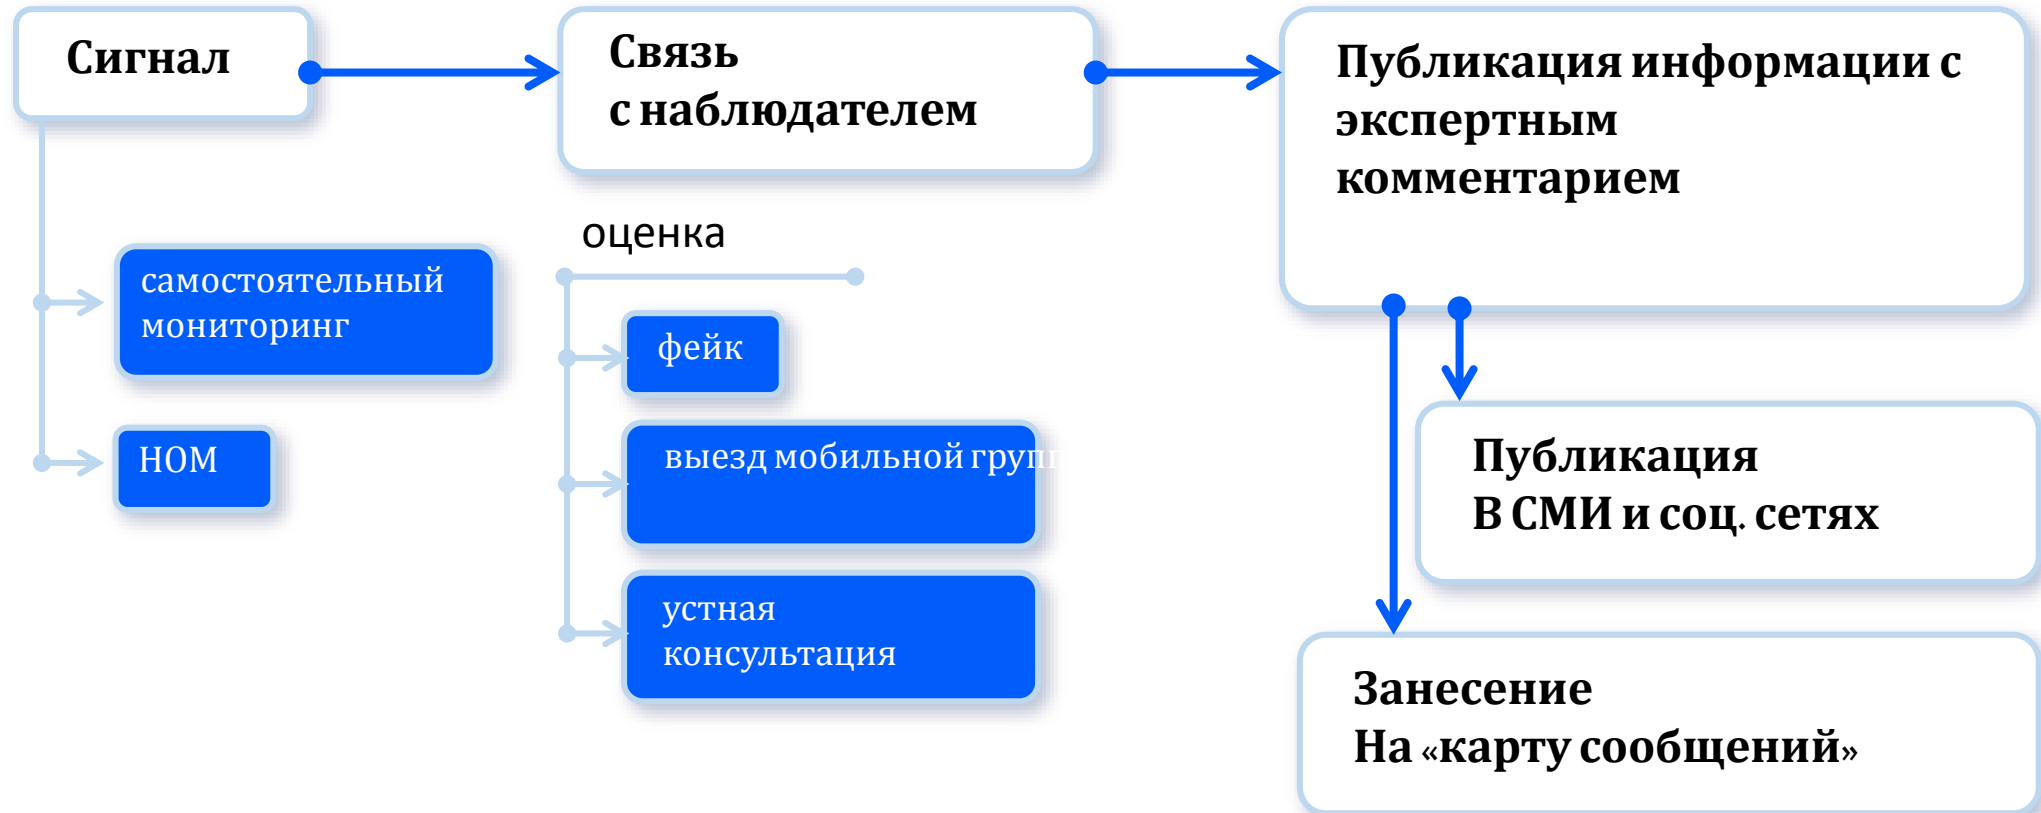 Сигнал
самостоятельный
мониторинг
НОМ
Связь
с наблюдателем
оценка
фейк
выезд мобильной груп
устная
консультация
Публикация информации с
экспертным
комментарием
Публикация
В СМИ и соц. сетях
Занесение
На «карту сообщений»